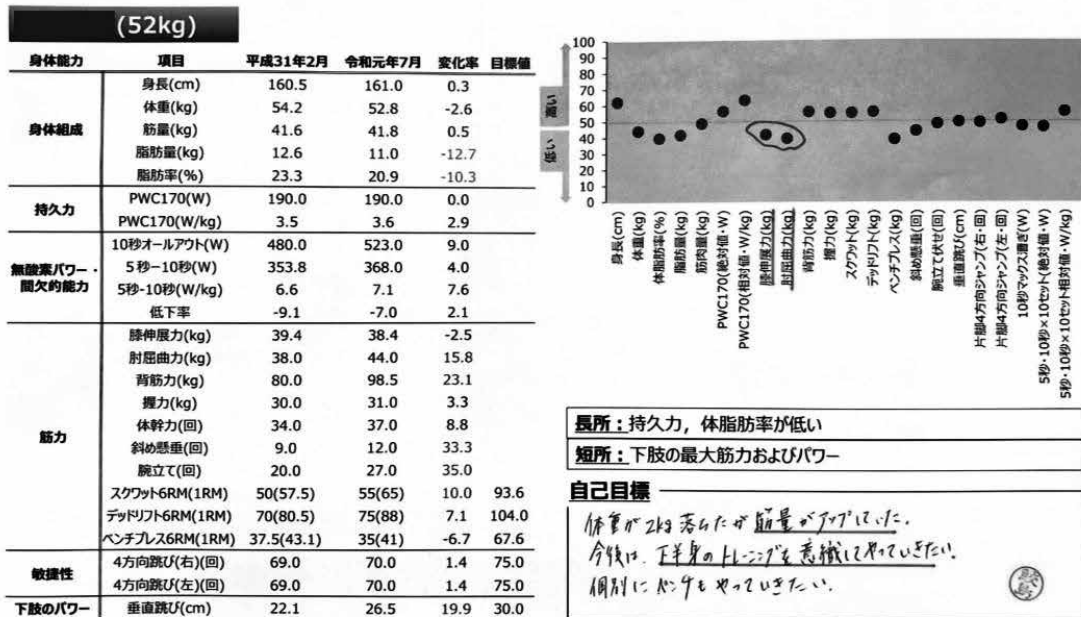 (52kg)
身体能力 項目 平成31年2月 令和元年7月 変化率 目標値
身体組成
身長(cm) 160.5 161.0 0.3
体重(kg) 54.2 52.8 -2.6
筋量(kg) 41.6 41.8 0.5
脂肪量(kg) 12.6 11.0 -12.7
脂肪率(%) 23.3 20.9 -10.3
持久力
PWC170(W) 190.0 190.0 0.0
PWC170(W/kg) 3.5 3.6 2.9
無酸素パワー・
間欠的能力
10秒オールアウト(W) 480.0 523.0 9.0
5秒-10秒(W) 353.8 368.0 4.0
5秒-10秒(W/kg) 6.6 7.1 7.6
低下率 -9.1 -7.0 2.1
筋力
膝伸展力(kg) 39.4 38.4 -2.5
肘屈曲力(kg) 38.0 44.0 15.8
背筋力(kg) 80.0 98.5 23.1
握力(kg) 30.0 31.0 3.3
体幹力(回) 34.0 37.0 8.8
斜め懸垂(回) 9.0 12.0 33.3
腕立て(回) 20.0 27.0 35.0
スクワット6RM(1RM) 50(57.5) 55(65) 10.0 93.6
デッドリフト6RM(1RM) 70(80.5) 75(88) 7.1 104.0
ベンチプレス6RM(1RM) 37.5(43.1) 35(41) -6.7 67.6
敏捷性
4方向跳び(右)(回) 69.0 70.0 1.4 75.0
4方向跳び(左)(回) 69.0 70.0 1.4 75.0
下肢のパワー 垂直跳び(cm) 22.1 26.5 19.9 30.0
高い
低い
100
90
80
70
60
50
40
30
20
10
0
身長(cm)
体重(kg)
体脂肪率(%)
脂肪量(kg)
筋肉量(kg)
PWC170(絶対値・W)
PWC170(相対値・W/kg)
膝伸展力(kg)
肘屈曲力(kg)
背筋力(kg)
握力(kg)
スクワット(kg)
デッドリフト(kg)
ベンチプレス(kg)
斜め懸垂(回)
腕立て伏せ(回)
垂直跳び(cm)
片脚4方向ジャンプ(右・回)
片脚4方向ジャンプ(左・回)
10秒マックス漕ぎ(W)
5秒・10秒×10セット(絶対値・W)
5秒・10秒×10セット相対値・W/kg)
長所：持久力，体脂肪率が低い
短所：下肢の最大筋力およびパワー
自己目標
体重が2kg落ちたが筋量がアップしていた。
今後は、下半身のトレーニングを意識してやっていきたい。
個別にベンチもやっていきたい。